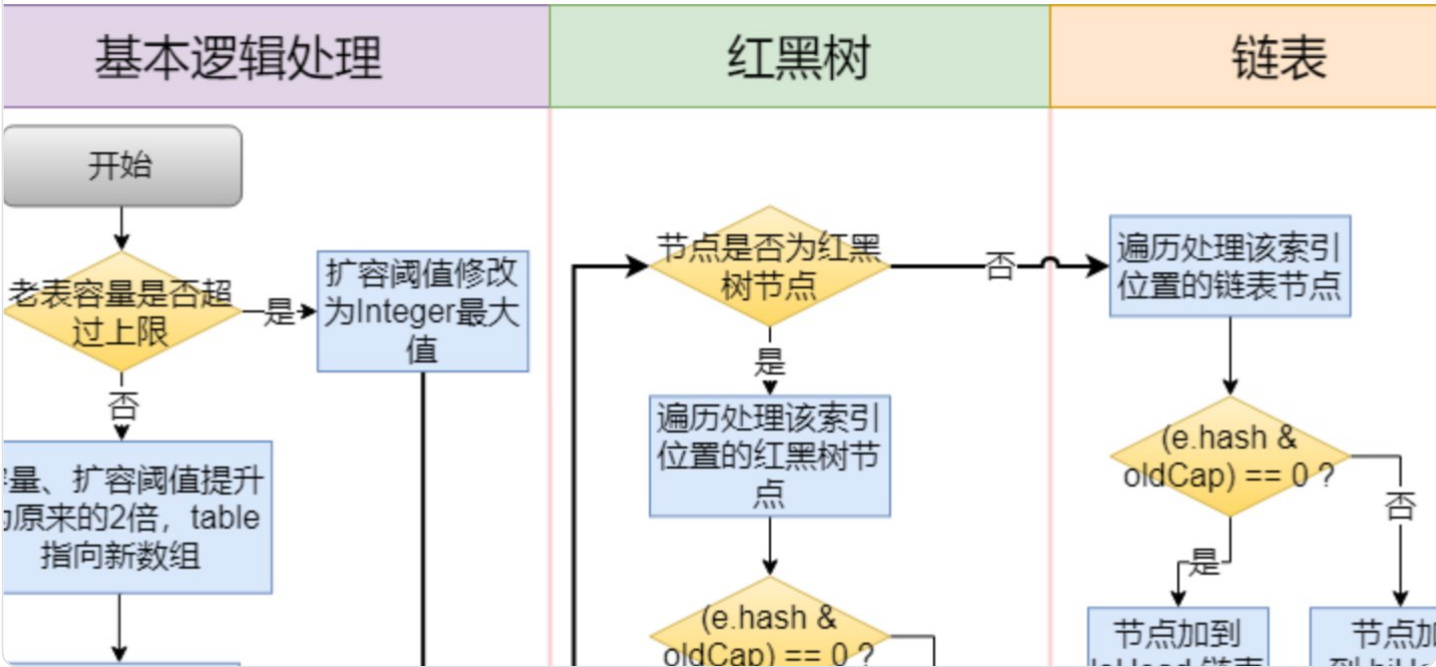 基本逻辑处理
红黑树
链表
开始
老表容量是否超
过上限
是
扩容阈值修改
为Integer最大
值
否
量、扩容阈值提升
原来的2倍，table
指向新数组
节点是否为红黑
树节点
否
是
遍历处理该索引
位置的红黑树节
点
(e.hash &
oldCap) == 0 ?
遍历处理该索引
位置的链表节点
(e.hash &
oldCap) == 0 ?
是
否
节点加到
节点加